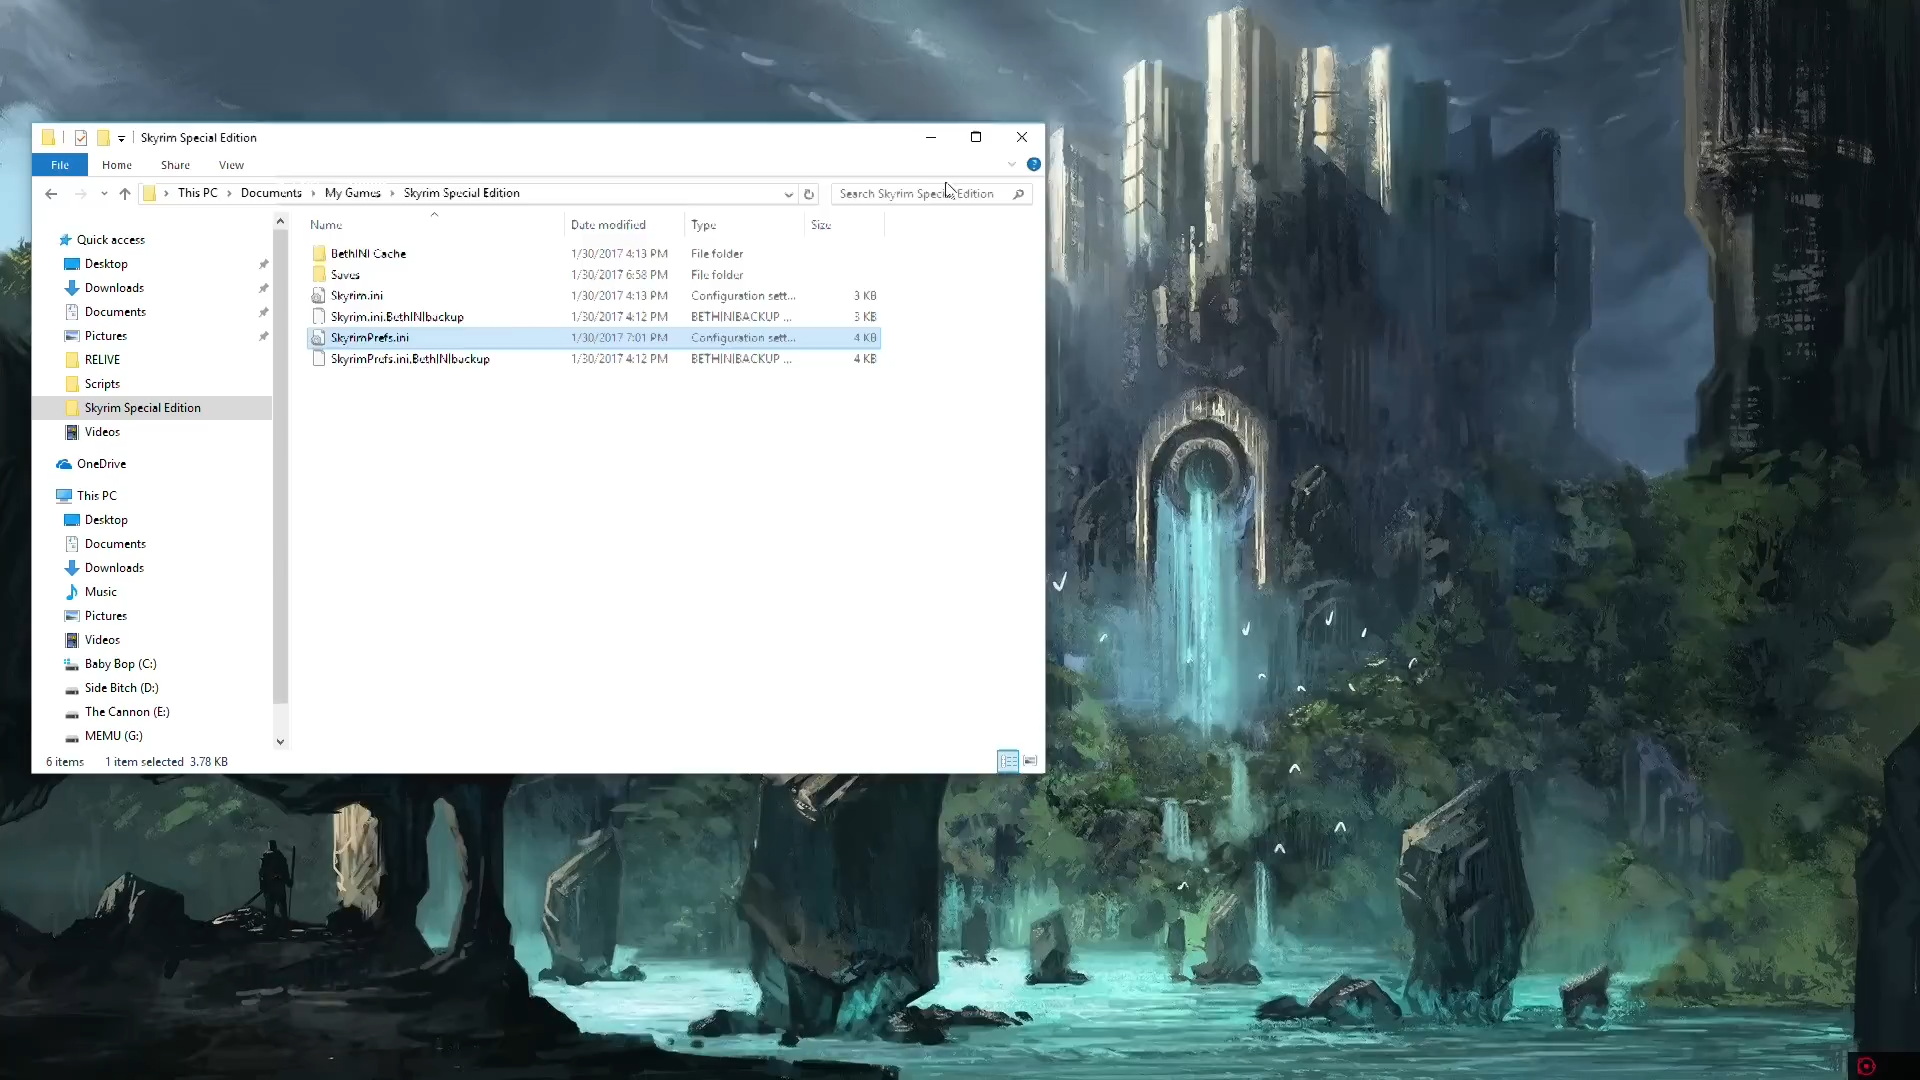 Skyrim Special Edition
File Home Share View
This PC Documents My Games Skyrim Special Edition
Search Skyrim Special Edition
Name Date modified Type Size
BethINI Cache 1/30/2017 4:13 PM File folder
Saves 1/30/2017 6:58 PM File folder
Skyrim.ini 1/30/2017 4:13 PM Configuration sett... 3 KB
Skyrim.ini.BethINIbackup 1/30/2017 4:12 PM BETHINIBACKUP ... 3 KB
SkyrimPrefs.ini 1/30/2017 7:01 PM Configuration sett... 4 KB
SkyrimPrefs.ini.BethINIbackup 1/30/2017 4:12 PM BETHINIBACKUP ... 4 KB
Quick access
Desktop
Downloads
Documents
Pictures
RELIVE
Scripts
Skyrim Special Edition
Videos
OneDrive
This PC
Desktop
Documents
Downloads
Music
Pictures
Videos
Baby Bop (C:)
Side Bitch (D:)
The Cannon (E:)
MEMU (G:)
6 items 1 item selected 3.78 KB